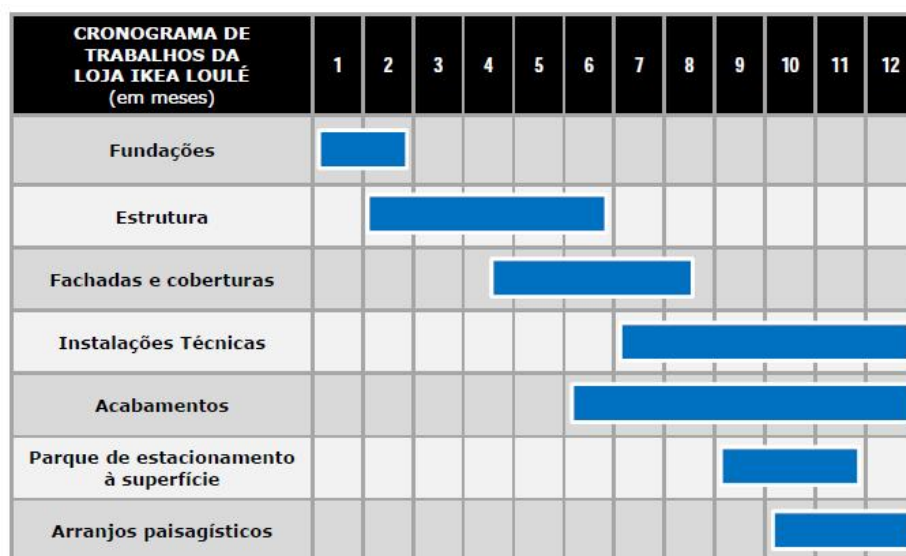 CRONOGRAMA DE
TRABALHOS DA
LOJA IKEA LOULÉ
(em meses)
1 2 3 4 5 6 7 8 9 10 11 12
Fundações
Estrutura
Fachadas e coberturas
Instalações Técnicas
Acabamentos
Parque de estacionamento
à superfície
Arranjos paisagísticos